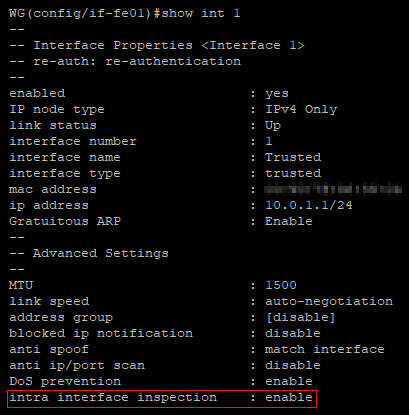 WG(config/if-fe01)#show int 1
--
-- Interface Properties <Interface 1>
-- re-auth: re-authentication
--
enabled : yes
IP node type : IPv4 Only
link status : Up
interface number : 1
interface name : Trusted
interface type : trusted
mac address :
ip address : 10.0.1.1/24
Gratuitous ARP : Enable
--
-- Advanced Settings
--
MTU : 1500
link speed : auto-negotiation
address group : [disable]
blocked ip notification : disable
anti spoof : match interface
anti ip/port scan : disable
DoS prevention : enable
intra interface inspection : enable